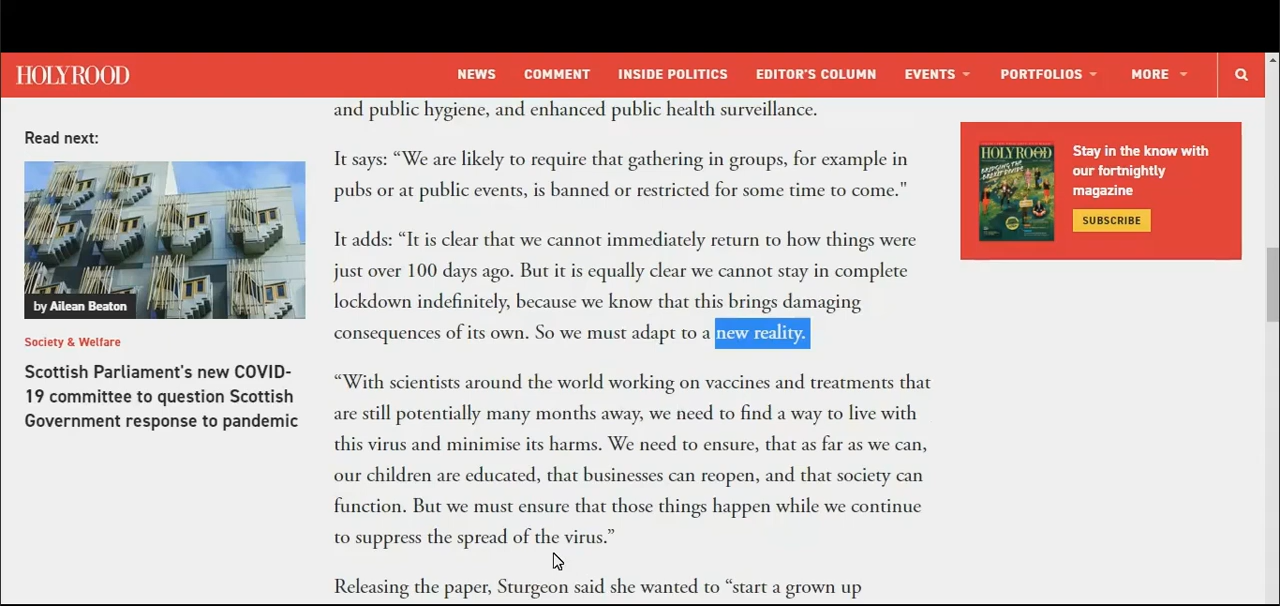 HOLYROOD
NEWS
COMMENT
INSIDE POLITICS
EDITOR'S COLUMN
EVENTS
PORTFOLIOS
MORE
Read next:
by Ailean Beaton
Society & Welfare
Scottish Parliament's new COVID-
19 committee to question Scottish
Government response to pandemic
and public hygiene, and enhanced public health surveillance.
It says: “We are likely to require that gathering in groups, for example in
pubs or at public events, is banned or restricted for some time to come."
It adds: “It is clear that we cannot immediately return to how things were
just over 100 days ago. But it is equally clear we cannot stay in complete
lockdown indefinitely, because we know that this brings damaging
consequences of its own. So we must adapt to a new reality.
“With scientists around the world working on vaccines and treatments that
are still potentially many months away, we need to find a way to live with
this virus and minimise its harms. We need to ensure, that as far as we can,
our children are educated, that businesses can reopen, and that society can
function. But we must ensure that those things happen while we continue
to suppress the spread of the virus.”
Releasing the paper, Sturgeon said she wanted to “start a grown up
HOLYROOD
Stay in the know with
our fortnightly
magazine
SUBSCRIBE